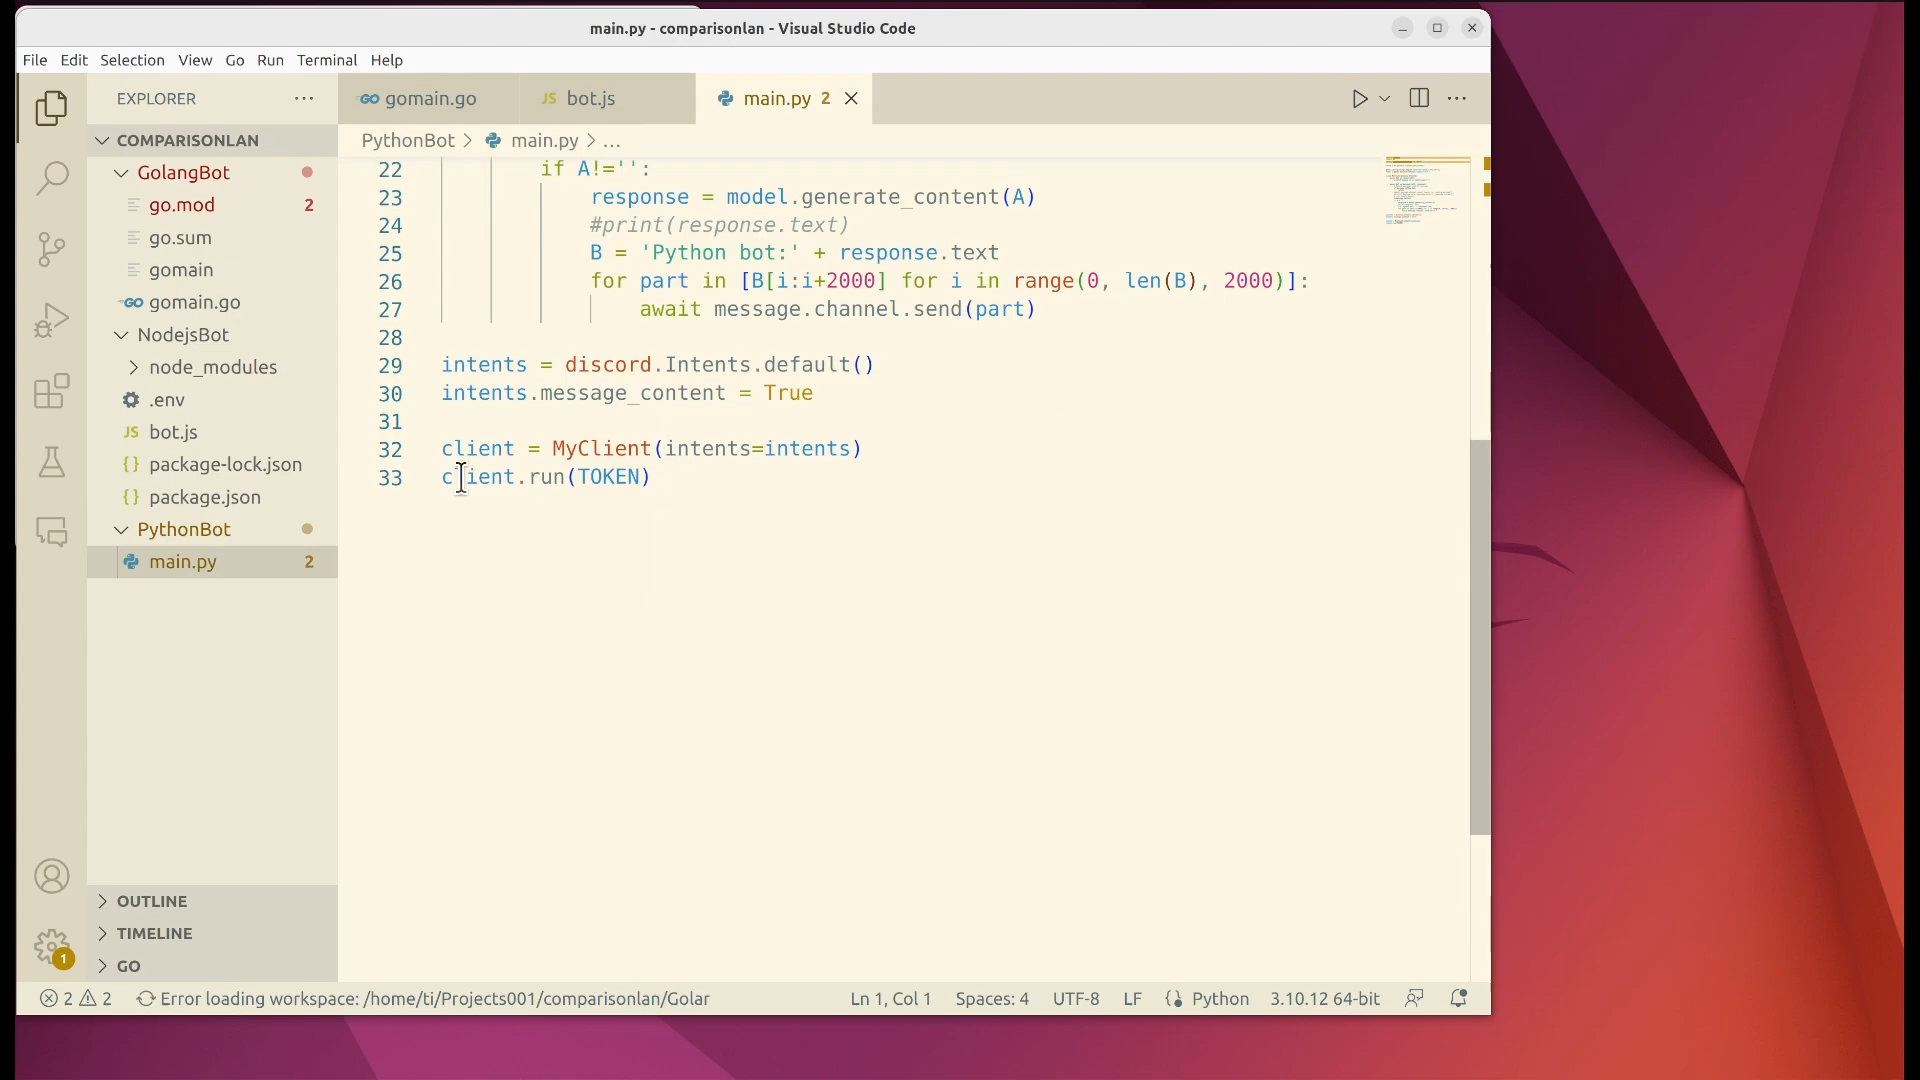 main.py - comparisonlan - Visual Studio Code
File Edit Selection View Go Run Terminal Help
EXPLORER
gomain.go
JS bot.js
main.py 2
COMPARISONLAN
PythonBot > main.py > ...
GolangBot
go.mod 2
go.sum
gomain
gomain.go
NodejsBot
node_modules
.env
JS bot.js
{} package-lock.json
{} package.json
PythonBot
main.py 2
OUTLINE
TIMELINE
GO
22 if A!='':
23 response = model.generate_content(A)
24 #print(response.text)
25 B = 'Python bot:' + response.text
26 for part in [B[i:i+2000] for i in range(0, len(B), 2000)]:
27 await message.channel.send(part)
28
29 intents = discord.Intents.default()
30 intents.message_content = True
31
32 client = MyClient(intents=intents)
33 client.run(TOKEN)
1
2 2 Error loading workspace: /home/ti/Projects001/comparisonlan/Golar Ln 1, Col 1 Spaces: 4 UTF-8 LF Python 3.10.12 64-bit